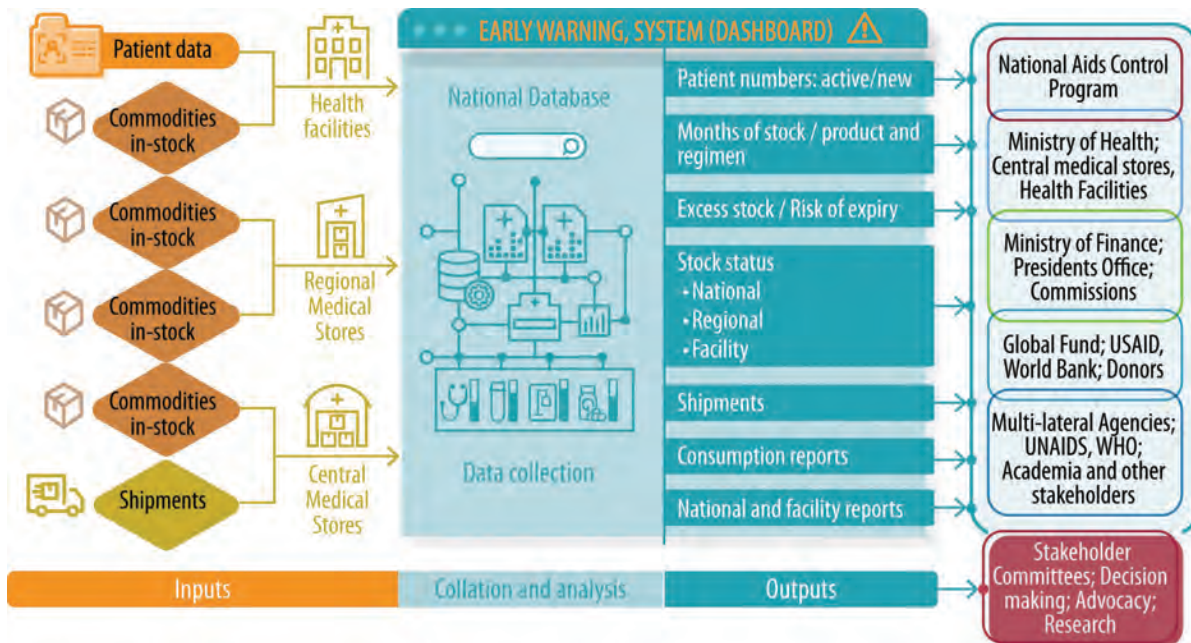 EARLY WARNING, SYSTEM (DASHBOARD)
Patient data
Commodities
in-stock
Commodities
in-stock
Commodities
in-stock
Commodities
in-stock
Shipments
Health
facilities
Regional
Medical
Stores
Central
Medical
Stores
National Database
Data collection
Patient numbers: active/new
Months of stock / product and
regimen
Excess stock / Risk of expiry
Stock status
• National
• Regional
• Facility
Shipments
Consumption reports
National and facility reports
National Aids Control
Program
Ministry of Health;
Central medical stores,
Health Facilities
Ministry of Finance;
Presidents Office;
Commissions
Global Fund; USAID,
World Bank; Donors
Multi-lateral Agencies;
UNAIDS, WHO;
Academia and other
stakeholders
Inputs
Collation and analysis
Outputs
Stakeholder
Committees; Decision
making; Advocacy;
Research